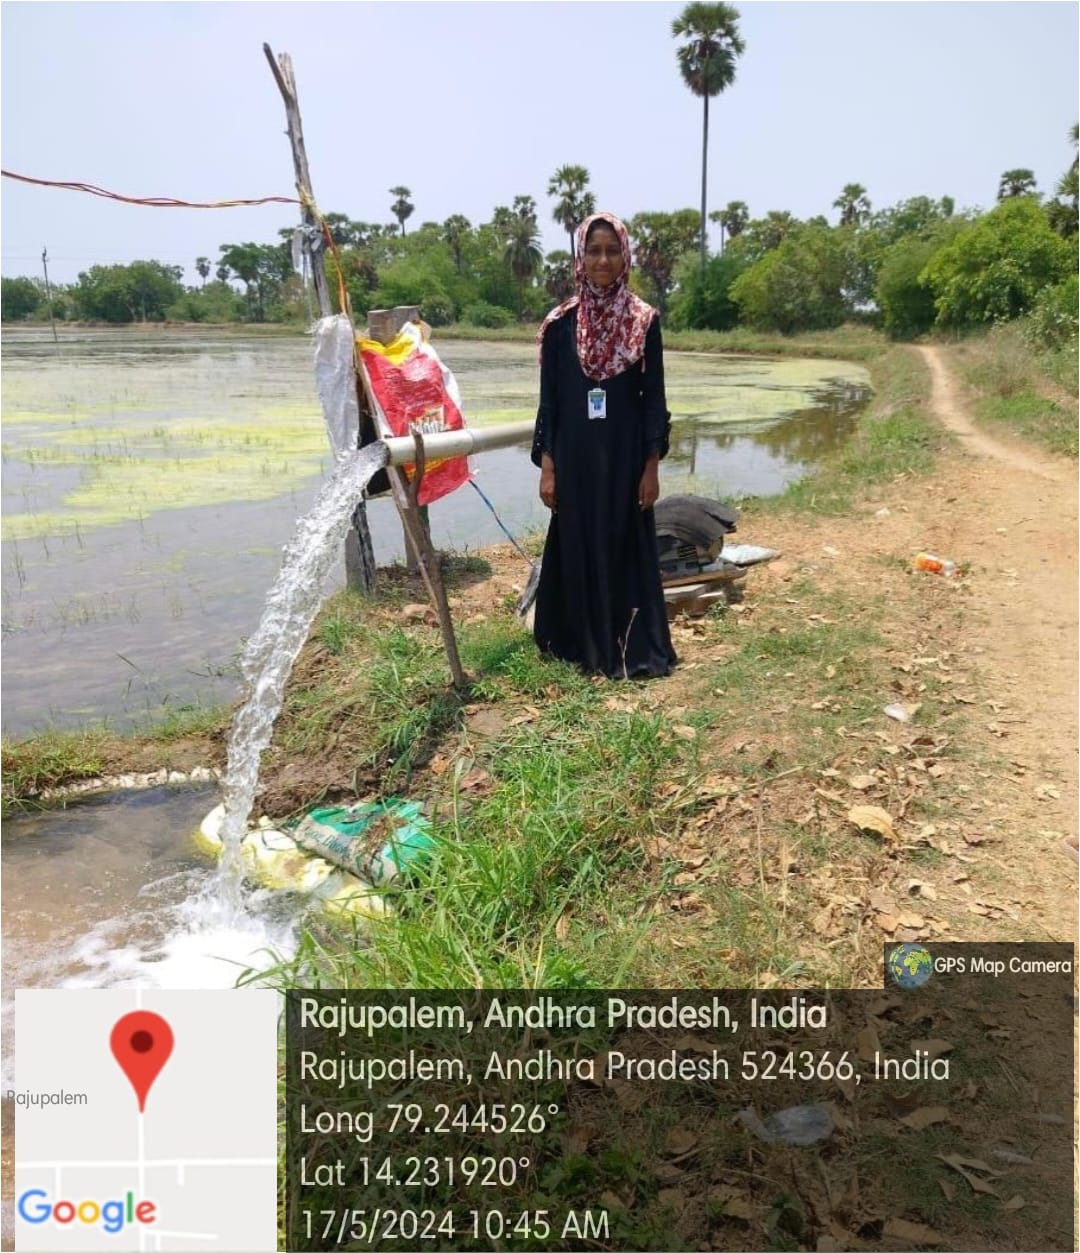 GPS Map Camera
Rajupalem, Andhra Pradesh, India
Rajupalem, Andhra Pradesh 524366, India
Long 79.244526°
Lat 14.231920°
17/5/2024 10:45 AM
Rajupalem
Google